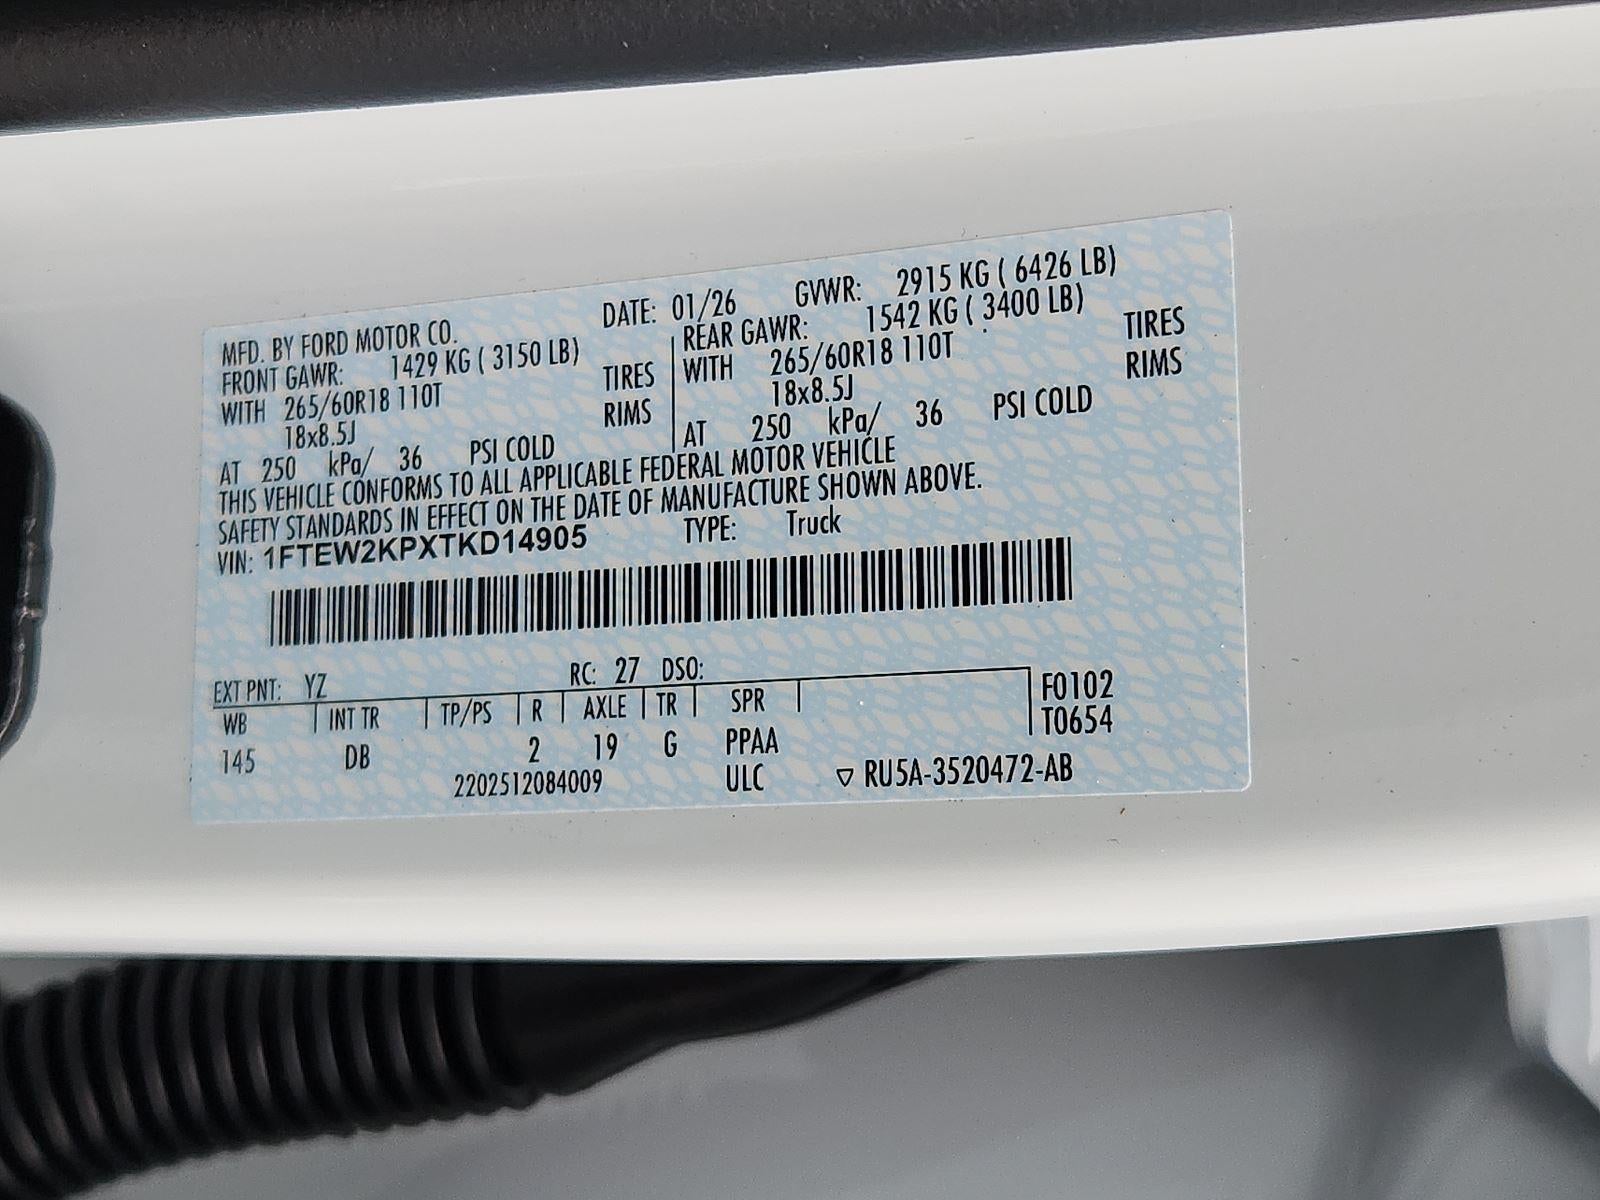 MFD. BY FORD MOTOR CO. DATE: 01/26 GVWR: 2915 KG ( 6426 LB)
FRONT GAWR: 1429 KG ( 3150 LB) REAR GAWR: 1542 KG ( 3400 LB)
WITH 265/60R18 110T TIRES WITH 265/60R18 110T TIRES
18x8.5J RIMS 18x8.5J RIMS
AT 250 kPa/ 36 PSI COLD AT 250 kPa/ 36 PSI COLD
THIS VEHICLE CONFORMS TO ALL APPLICABLE FEDERAL MOTOR VEHICLE
SAFETY STANDARDS IN EFFECT ON THE DATE OF MANUFACTURE SHOWN ABOVE.
VIN: 1FTEW2KPXTKD14905 TYPE: Truck
EXT PNT: YZ RC: 27 DSO:
WB INT TR TP/PS R AXLE TR SPR F0102
T0654
145 DB 2 19 G PPAA
2202512084009 ULC ▽ RU5A-3520472-AB